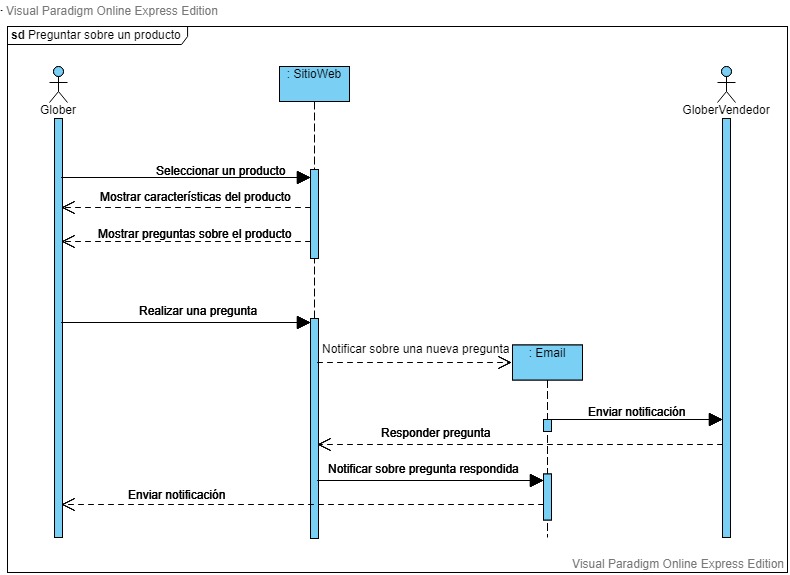 Visual Paradigm Online Express Edition
sd Preguntar sobre un producto
: SitioWeb
Glober
GloberVendedor
Seleccionar un producto
Mostrar características del producto
Mostrar preguntas sobre el producto
Realizar una pregunta
Notificar sobre una nueva pregunta
: Email
Enviar notificación
Responder pregunta
Notificar sobre pregunta respondida
Enviar notificación
Visual Paradigm Online Express Edition